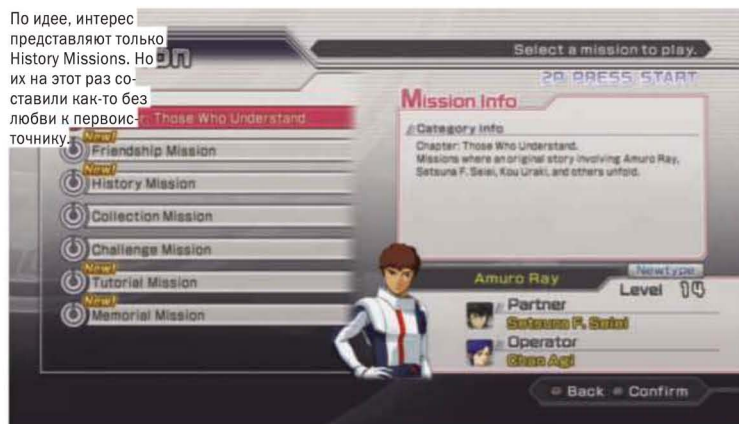 По идее, интерес
представляют только
History Missions. Но
их на этот раз со-
ставили как-то без
любви к первоис-
точнику.
Select a mission to play.
2P PRESS START
r: Those Who Understand
New!
Friendship Mission
New!
History Mission
Collection Mission
Challenge Mission
New!
Tutorial Mission
New!
Memorial Mission
Mission Info
Category Info
Chapter: Those Who Understand.
Missions where an original story involving Amuro Ray,
Setsuna F. Seiei, Kou Uraki, and others unfold.
Amuro Ray
Newtype
Level 14
Partner
Setsuna F. Seiei
Operator
Chan Agi
Back
Confirm